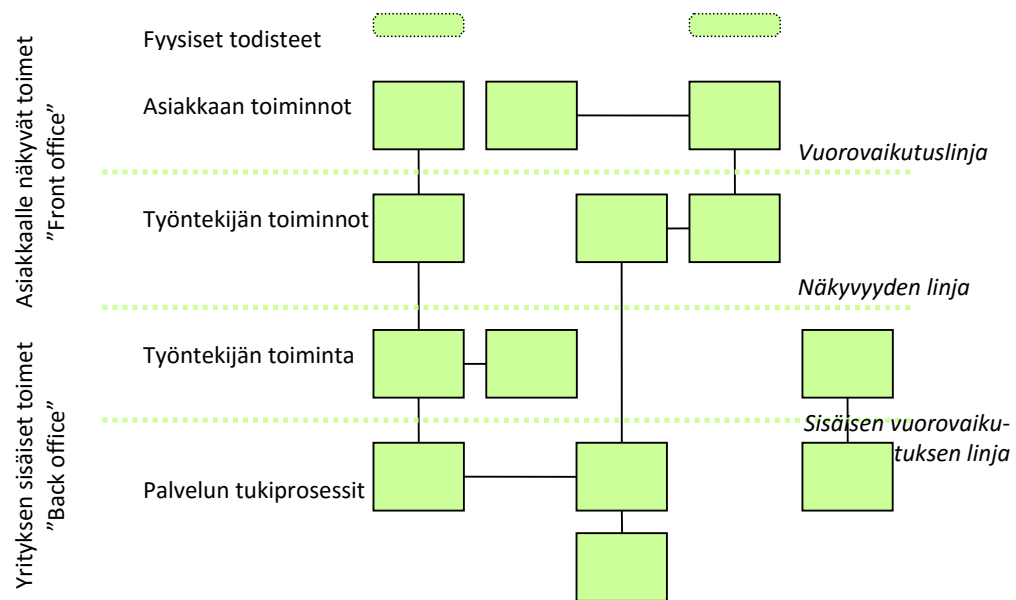 Asiakkaalle näkyvät toimet
”Front office”
Fyysiset todisteet
Asiakkaan toiminnot
Vuorovaikutuslinja
Työntekijän toiminnot
Näkyvyyden linja
Yrityksen sisäiset toimet
”Back office”
Työntekijän toiminta
Sisäisen vuorovaiku-
tuksen linja
Palvelun tukiprosessit